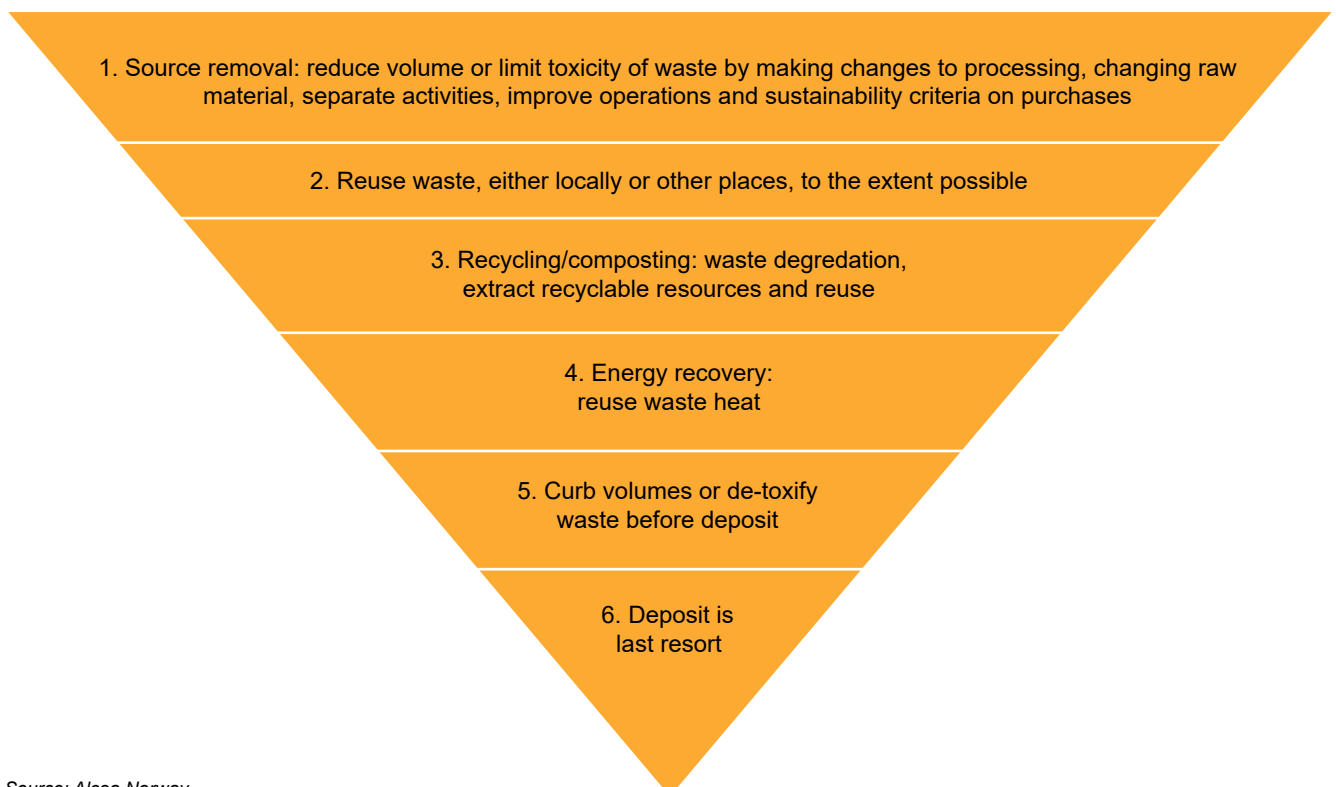 1. Source removal: reduce volume or limit toxicity of waste by making changes to processing, changing raw
material, separate activities, improve operations and sustainability criteria on purchases
2. Reuse waste, either locally or other places, to the extent possible
3. Recycling/composting: waste degredation,
extract recyclable resources and reuse
4. Energy recovery:
reuse waste heat
5. Curb volumes or de-toxify
waste before deposit
6. Deposit is
last resort
Source: Alcoa Norway